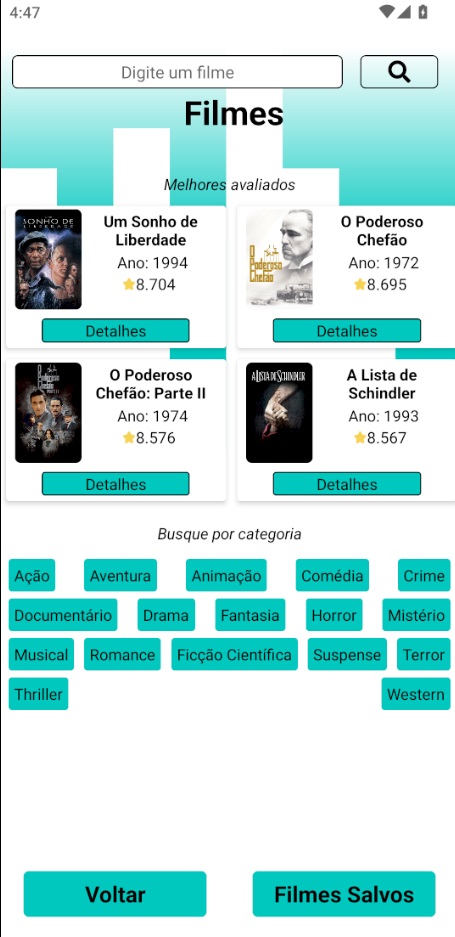 4:47
Digite um filme
Filmes
Melhores avaliados
SONHO DE
LIBERDADE
Um Sonho de
Liberdade
Ano: 1994
8.704
Detalhes
O
Poderoso
Chefão
O Poderoso
Chefão
Ano: 1972
8.695
Detalhes
O Poderoso
Chefão: Parte II
Ano: 1974
8.576
Detalhes
A LISTA DE SCHINDLER
A Lista de
Schindler
Ano: 1993
8.567
Detalhes
Busque por categoria
Ação Aventura Animação Comédia Crime
Documentário Drama Fantasia Horror Mistério
Musical Romance Ficção Científica Suspense Terror
Thriller Western
Voltar Filmes Salvos